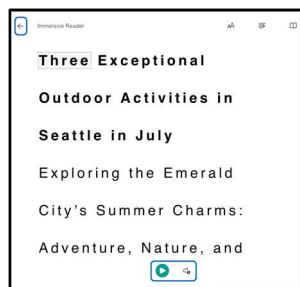 Immersive Reader
AA
Three Exceptional
Outdoor Activities in
Seattle in July
Exploring the Emerald
City's Summer Charms:
Adventure, Nature, and